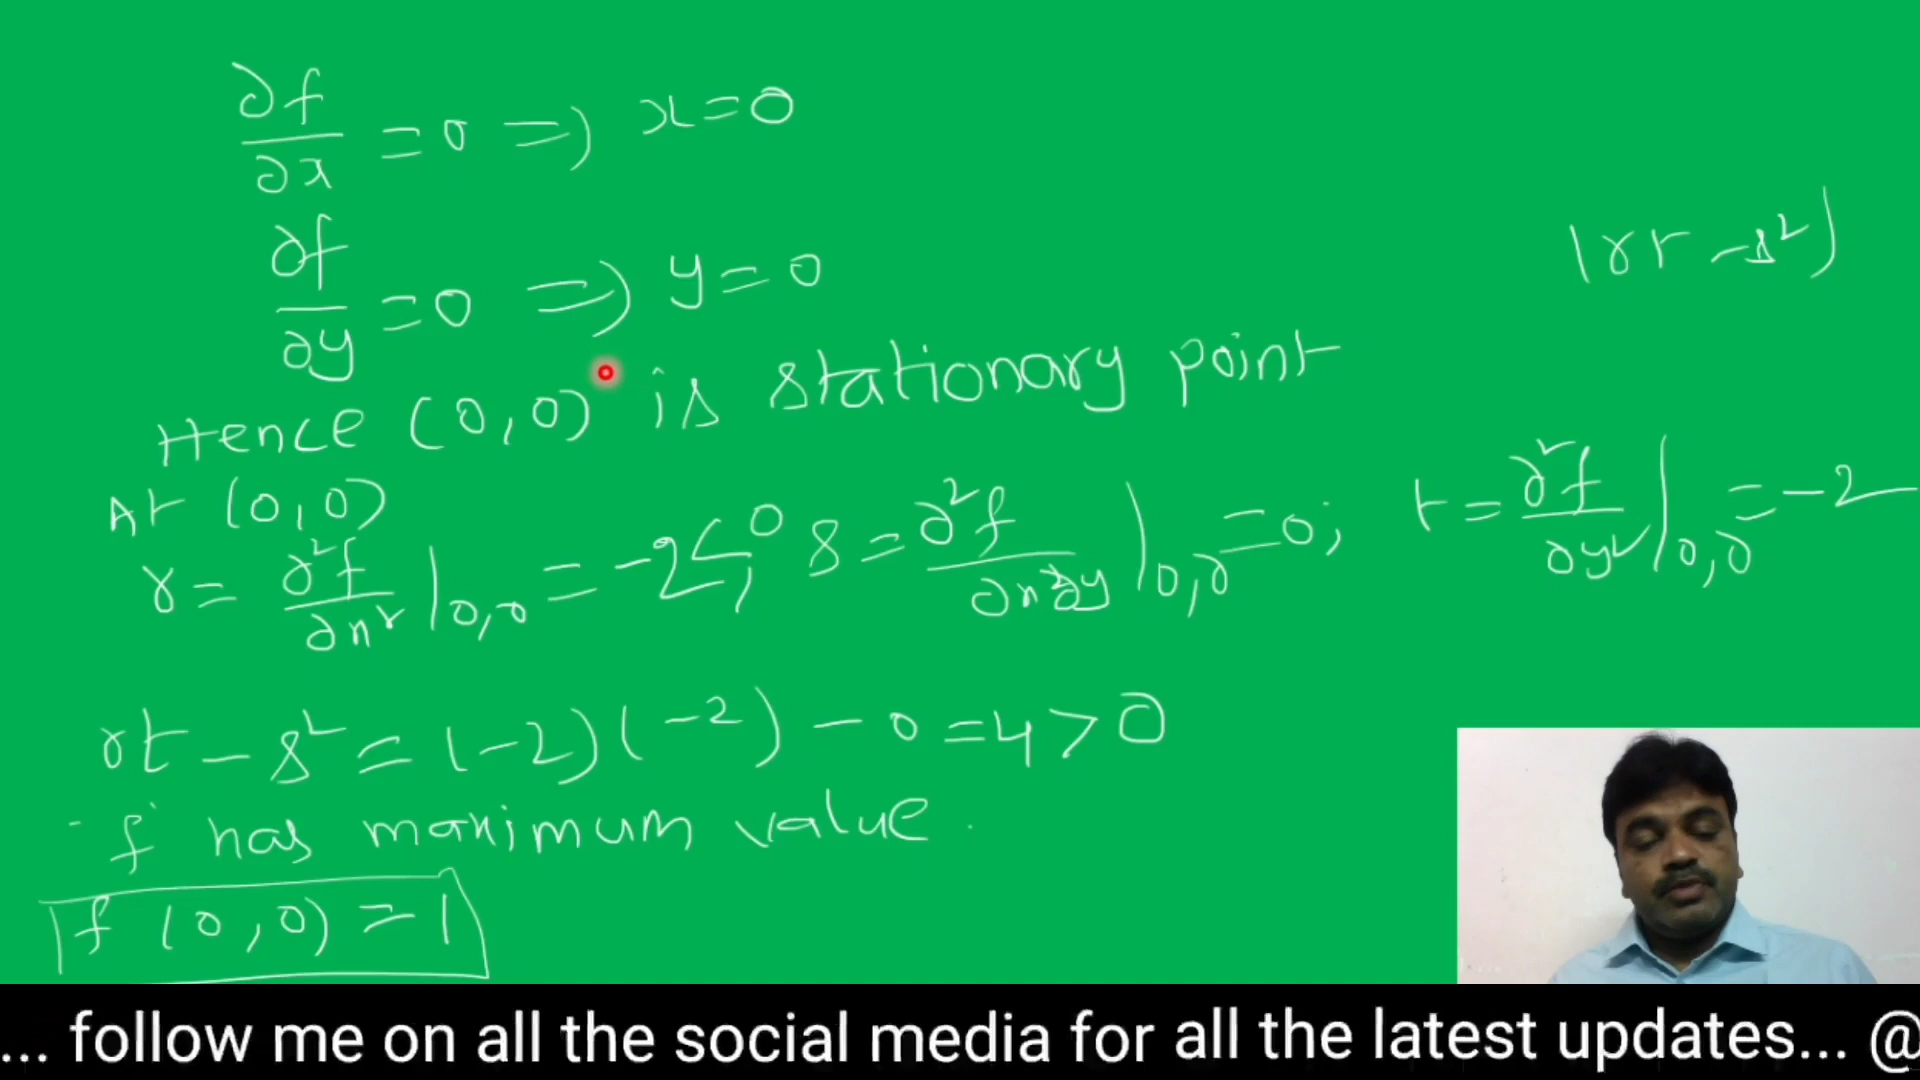 ∂f/∂x = 0 ⇒ x = 0
∂f/∂y = 0 ⇒ y = 0
(rt - s²)
Hence (0,0) is stationary point
At (0,0)
r = ∂²f/∂x² |0,0 = -2 < 0, s = ∂²f/∂x∂y |0,0 = 0; t = ∂²f/∂y² |0,0 = -2
rt - s² = (-2)(-2) - 0 = 4 > 0
f has maximum value.
f(0,0) = 1
... follow me on all the social media for all the latest updates... @